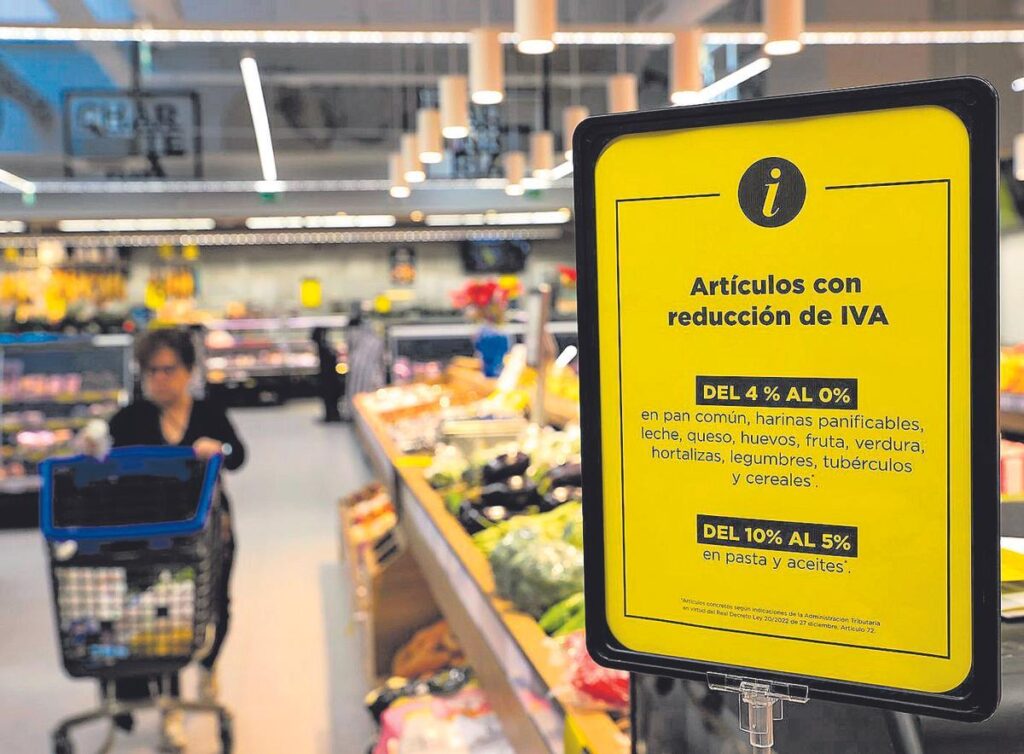 i
Artículos con
reducción de IVA
DEL 4 % AL 0%
en pan común, harinas panificables,
leche, queso, huevos, fruta, verdura,
hortalizas, legumbres, tubérculos
y cereales*.
DEL 10% AL 5%
en pasta y aceites*.
*Artículos concretos según indicaciones de la Administración Tributaria
en virtud del Real Decreto Ley 20/2022 de 27 diciembre. Artículo 72.